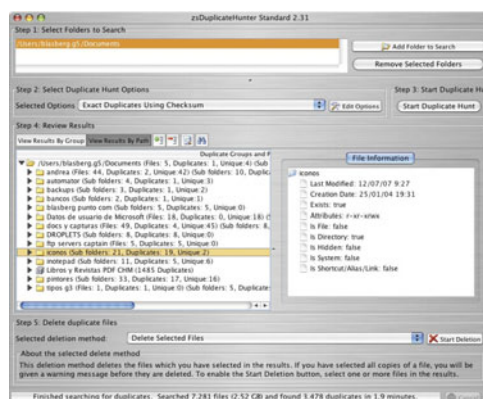 zsDuplicateHunter Standard 2.31
Step 1: Select Folders to Search
/Users/blasberg.g5/Documents
Add Folder to Search
Remove Selected Folders
Step 2: Select Duplicate Hunt Options
Step 3: Start Duplicate Hu
Selected Options Exact Duplicates Using Checksum
Edit Options
Start Duplicate Hunt
Step 4: Review Results
View Results By Group View Results By Path
Duplicate Groups and F
/Users/blasberg.g5/Documents (Files: 5, Duplicates: 1, Unique:4) (Sub
andrea (Files: 44, Duplicates: 2, Unique:42) (Sub folders: 10, Duplic
automator (Sub folders: 4, Duplicates: 1, Unique:3)
backups (Sub folders: 3, Duplicates: 1, Unique:2)
bancos (Sub folders: 2, Duplicates: 1, Unique:1)
blasberg punto com (Sub folders: 5, Duplicates: 5, Unique:0)
Datos de usuario de Microsoft (Files: 18, Duplicates: 0, Unique:18) (
docs y capturas (Files: 49, Duplicates: 4, Unique:45) (Sub folders: 8,
DROPLETS (Sub folders: 8, Duplicates: 8, Unique:0)
ftp servers captain (Files: 5, Duplicates: 5, Unique:0)
iconos (Sub folders: 21, Duplicates: 19, Unique:2)
inotepad (Sub folders: 11, Duplicates: 5, Unique:6)
Libros y Revistas PDF CHM (1485 Duplicates)
pintores (Sub folders: 33, Duplicates: 17, Unique:16)
tipos g5 (Files: 1, Duplicates: 1, Unique:0) (Sub folders: 5, Duplicate
File Information
iconos
Last Modified: 12/07/07 9:27
Creation Date: 25/01/04 19:31
Exists: true
Attributes: r-xr-xrwx
Is File: false
Is Directory: true
Is Hidden: false
Is System: false
Is Shortcut/Alias/Link: false
Step 5: Delete duplicate files
Selected deletion method: Delete Selected Files
Start Deletion
About the selected delete method
This deletion method deletes the files which you have selected in the results. If you have selected all copies of a file, you will be
given a warning message before they are deleted. To enable the Start Deletion button, select one or more files in the results.
Finished searching for duplicates. Searched 7.281 files (2.52 GB) and found 3.478 duplicates in 1.9 minutes.